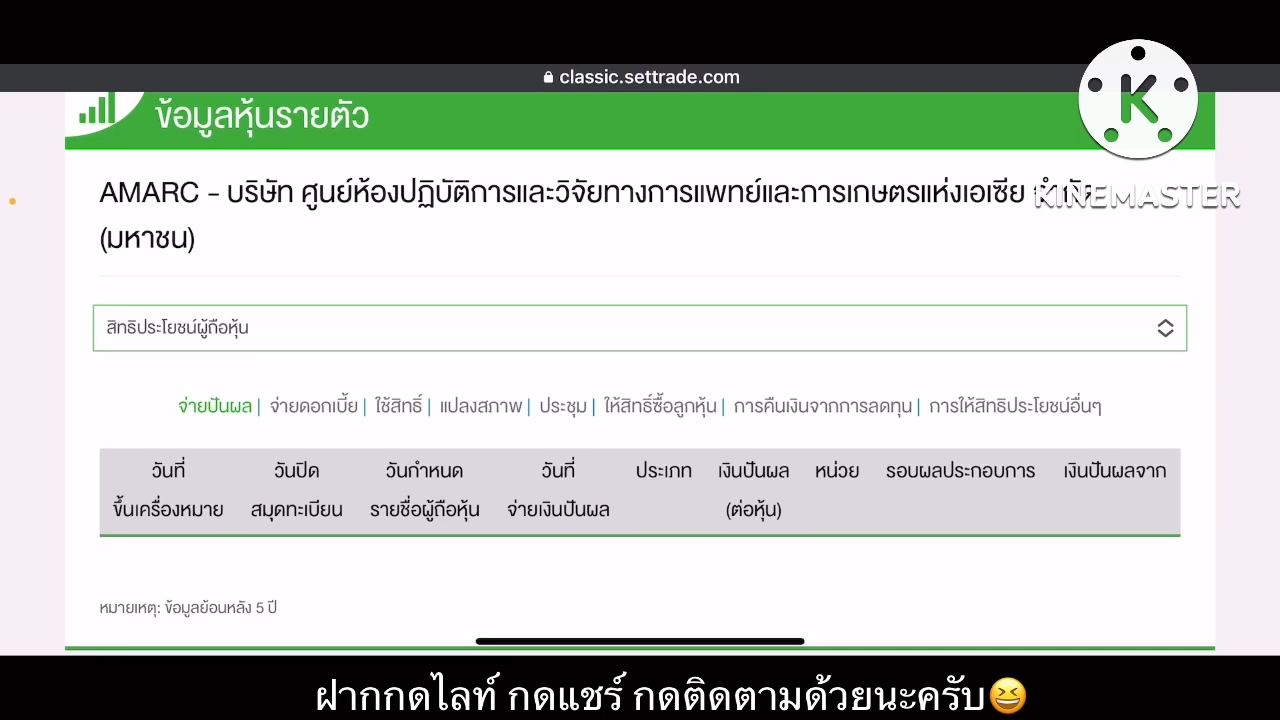 classic.settrade.com
ข้อมูลหุ้นรายตัว
K
KINEMASTER
AMARC - บริษัท ศูนย์ห้องปฏิบัติการและวิจัยทางการแพทย์และการเกษตรแห่งเอเชีย จำกัด
(มหาชน)
สิทธิประโยชน์ผู้ถือหุ้น
จ่ายปันผล | จ่ายดอกเบี้ย | ใช้สิทธิ์ | แปลงสภาพ | ประชุม | ให้สิทธิ์ซื้อลูกหุ้น | การคืนเงินจากการลดทุน | การให้สิทธิประโยชน์อื่นๆ
วันที่ วันปิด วันกำหนด วันที่ ประเภท เงินปันผล หน่วย รอบผลประกอบการ เงินปันผลจาก
ขึ้นเครื่องหมาย สมุดทะเบียน รายชื่อผู้ถือหุ้น จ่ายเงินปันผล (ต่อหุ้น)
หมายเหตุ: ข้อมูลย้อนหลัง 5 ปี
ฝากกดไลท์ กดแชร์ กดติดตามด้วยนะครับ😆